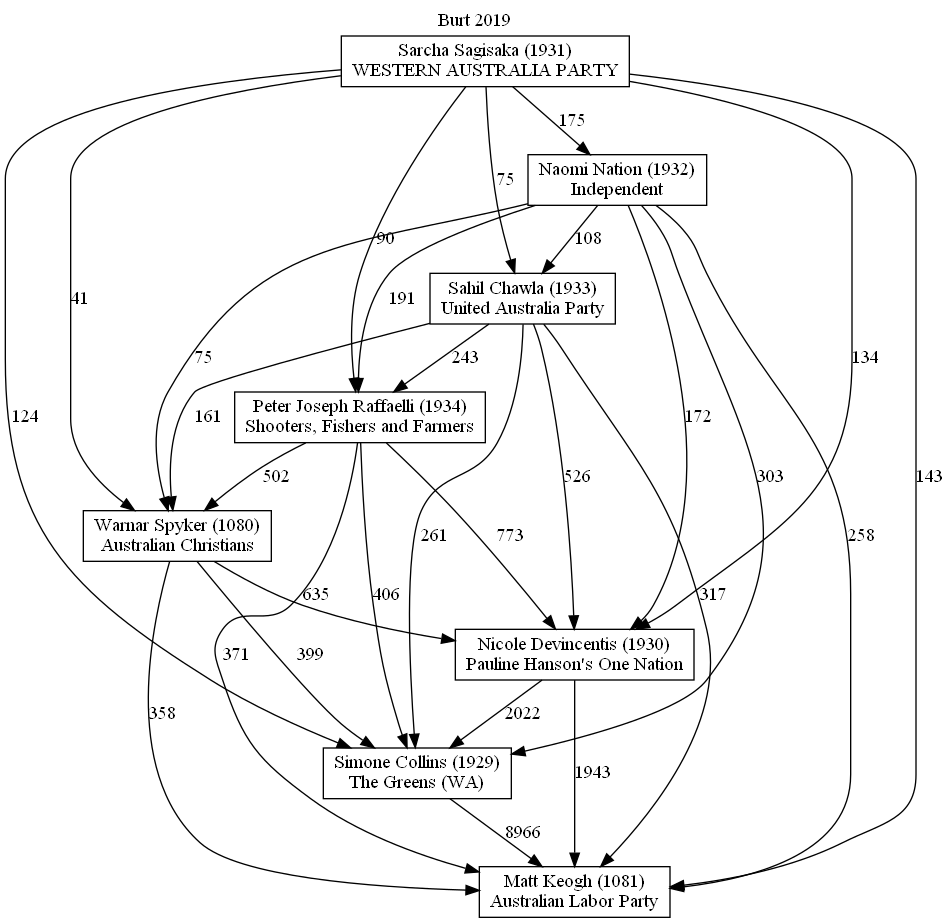 Burt 2019
Sarcha Sagisaka (1931)
WESTERN AUSTRALIA PARTY
175
Naomi Nation (1932)
Independent
75
90
108
Sahil Chawla (1933)
United Australia Party
41
191
75
243
134
124
161
Peter Joseph Raffaelli (1934)
Shooters, Fishers and Farmers
172
502
526
303
143
Warnar Spyker (1080)
Australian Christians
261
773
258
635
406
317
Nicole Devincentis (1930)
Pauline Hanson's One Nation
371
399
358
2022
Simone Collins (1929)
The Greens (WA)
1943
8966
Matt Keogh (1081)
Australian Labor Party